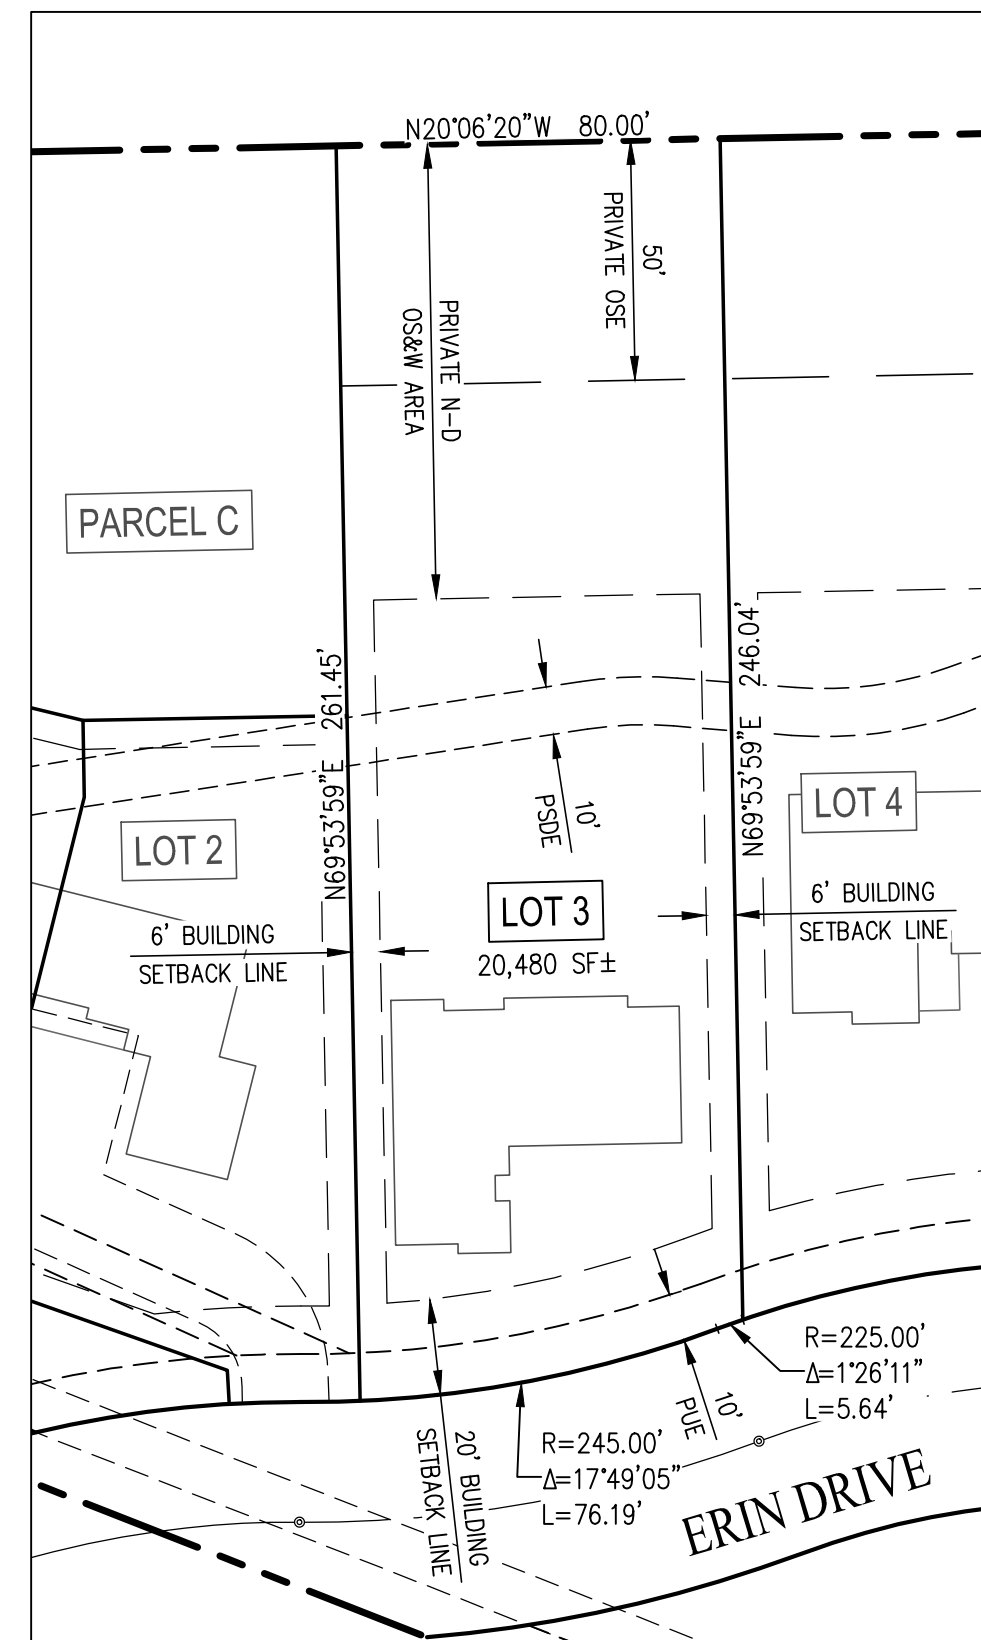 N20°06'20"W 80.00'
PRIVATE OSE
50'
PRIVATE N-D
OS&W AREA
PARCEL C
N69°53'59"E 261.45'
N69°53'59"E 246.04'
10'
PSDE
LOT 2
LOT 3
20,480 SF±
LOT 4
6' BUILDING
SETBACK LINE
6' BUILDING
SETBACK LINE
R=225.00'
Δ=1°26'11"
L=5.64'
10'
PUE
R=245.00'
Δ=17°49'05"
L=76.19'
20' BUILDING
SETBACK LINE
ERIN DRIVE